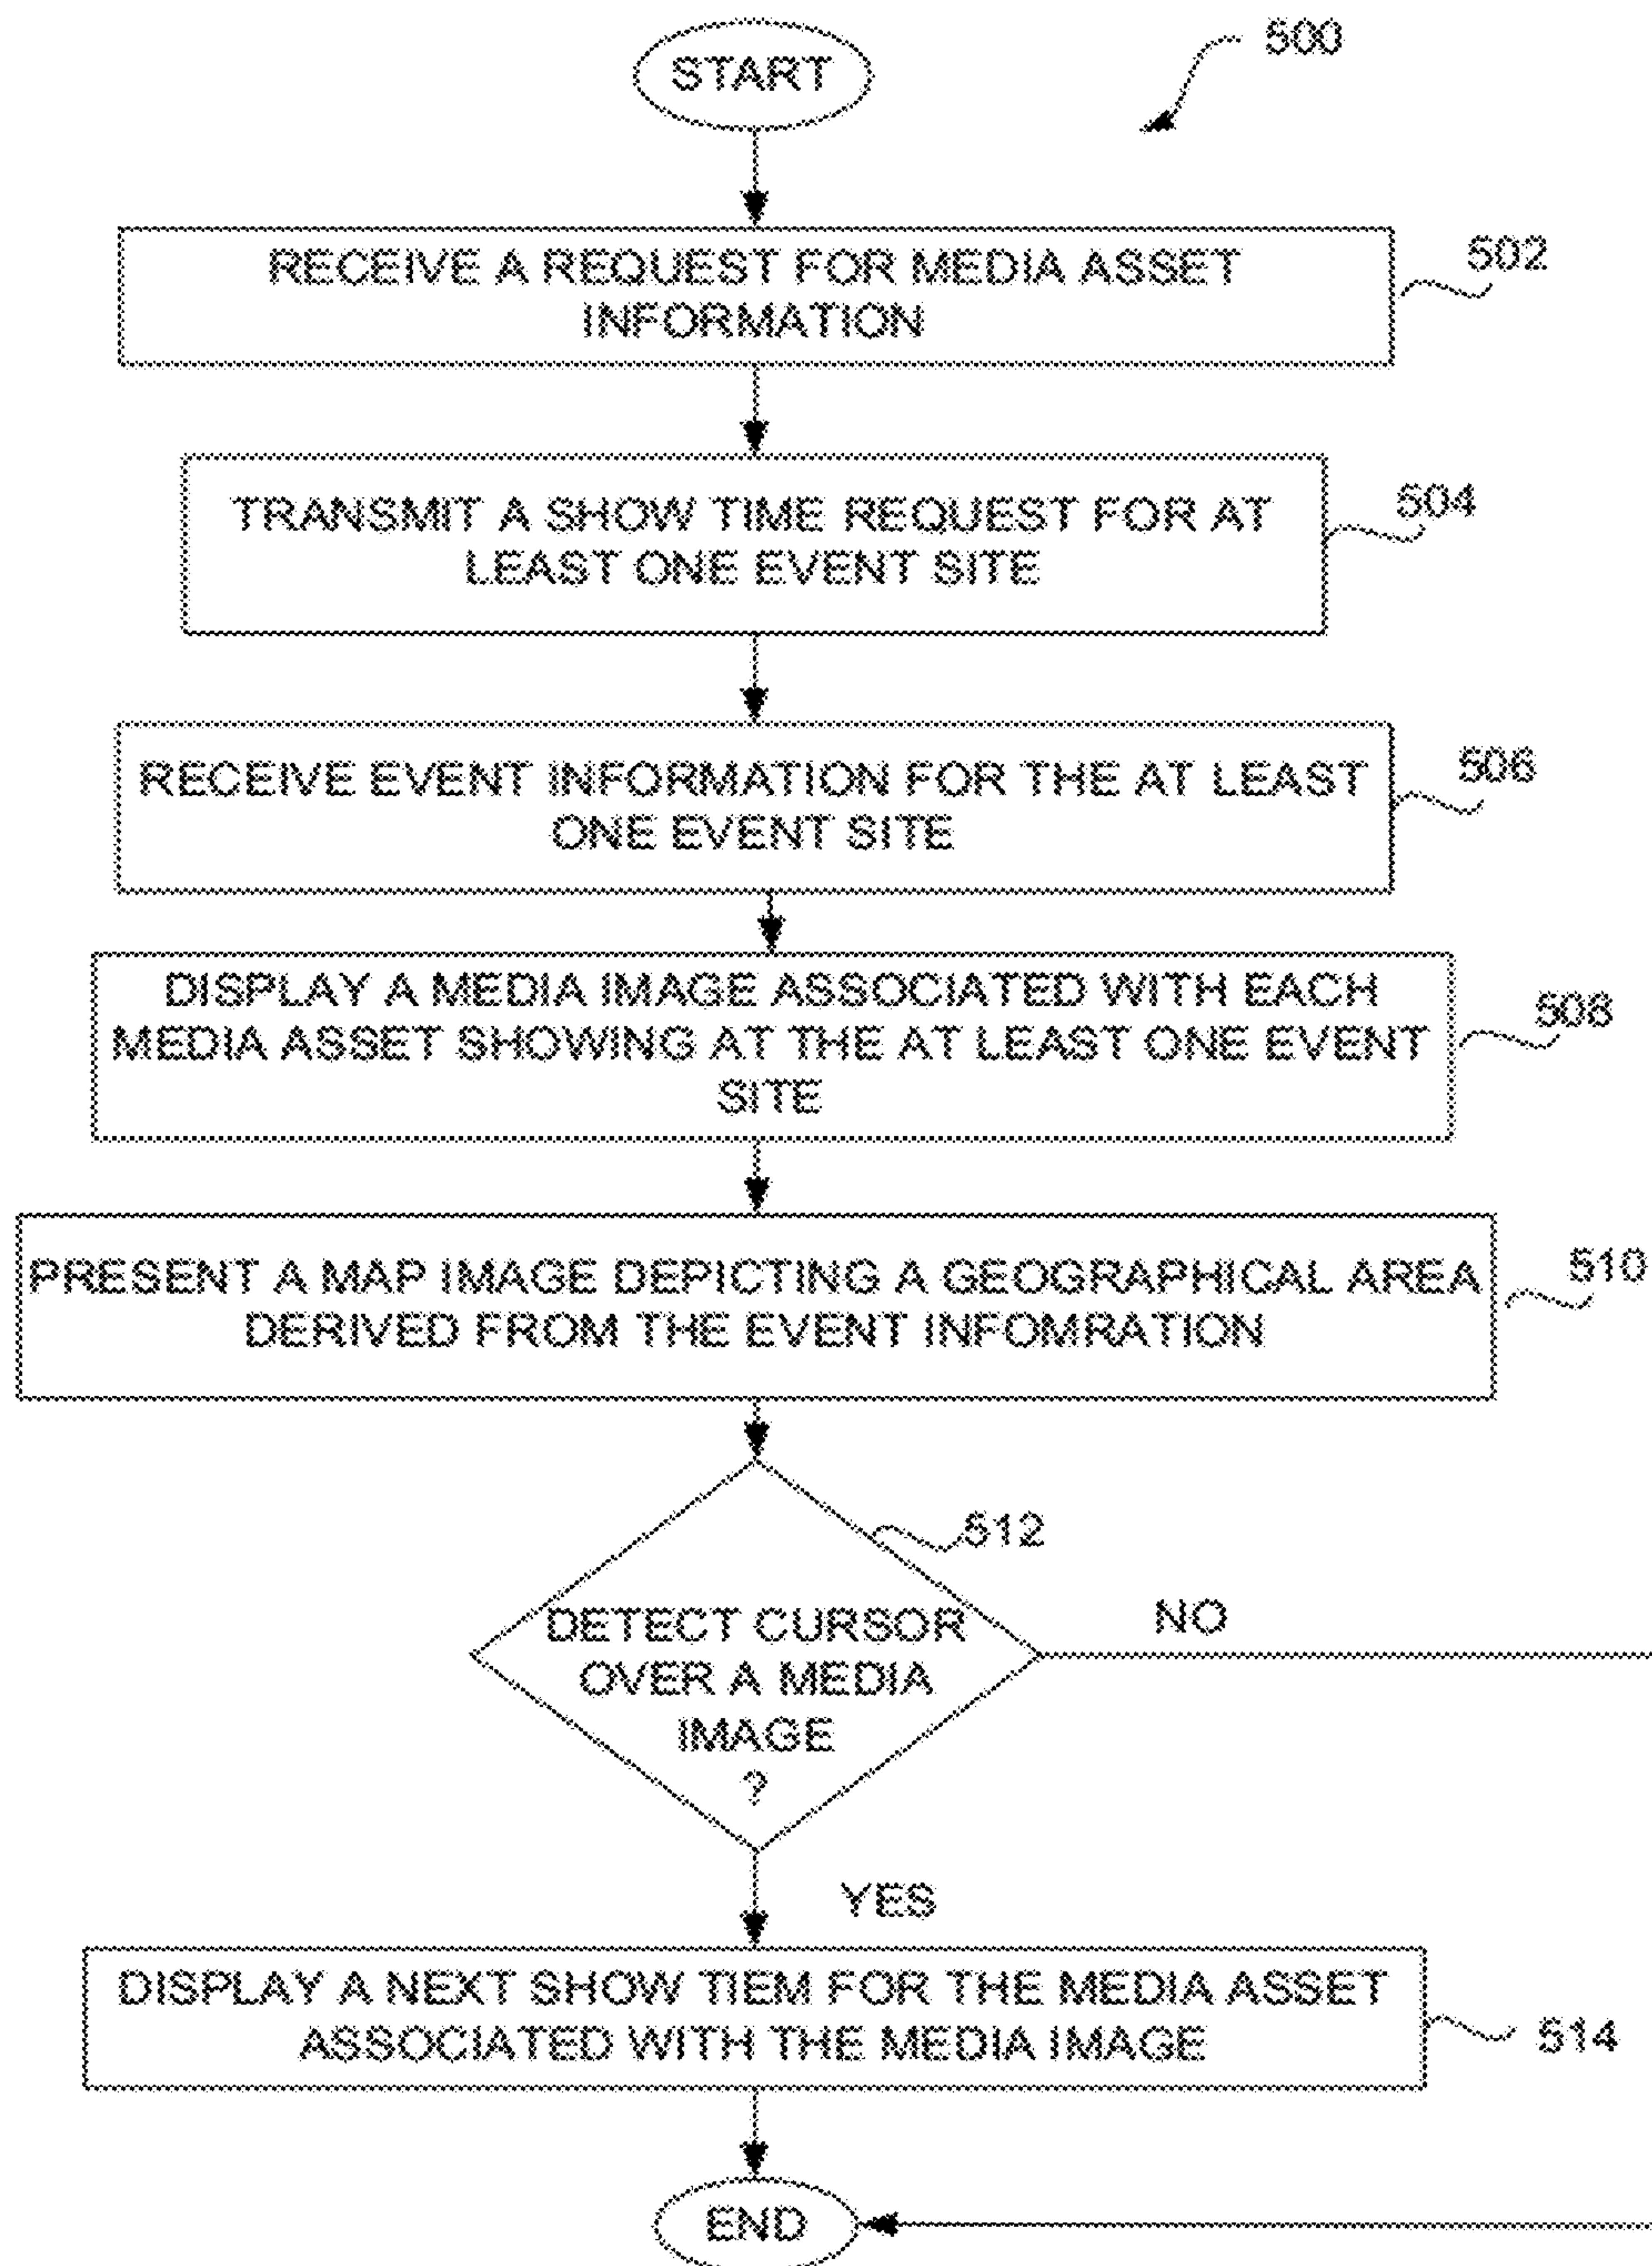 START
500
RECEIVE A REQUEST FOR MEDIA ASSET
INFORMATION
502
TRANSMIT A SHOW TIME REQUEST FOR AT
LEAST ONE EVENT SITE
504
RECEIVE EVENT INFORMATION FOR THE AT LEAST
ONE EVENT SITE
506
DISPLAY A MEDIA IMAGE ASSOCIATED WITH EACH
MEDIA ASSET SHOWING AT THE AT LEAST ONE EVENT
SITE
508
PRESENT A MAP IMAGE DEPICTING A GEOGRAPHICAL AREA
DERIVED FROM THE EVENT INFOMRATION
510
512
DETECT CURSOR
OVER A MEDIA
IMAGE
?
NO
YES
DISPLAY A NEXT SHOW TIEM FOR THE MEDIA ASSET
ASSOCIATED WITH THE MEDIA IMAGE
514
END